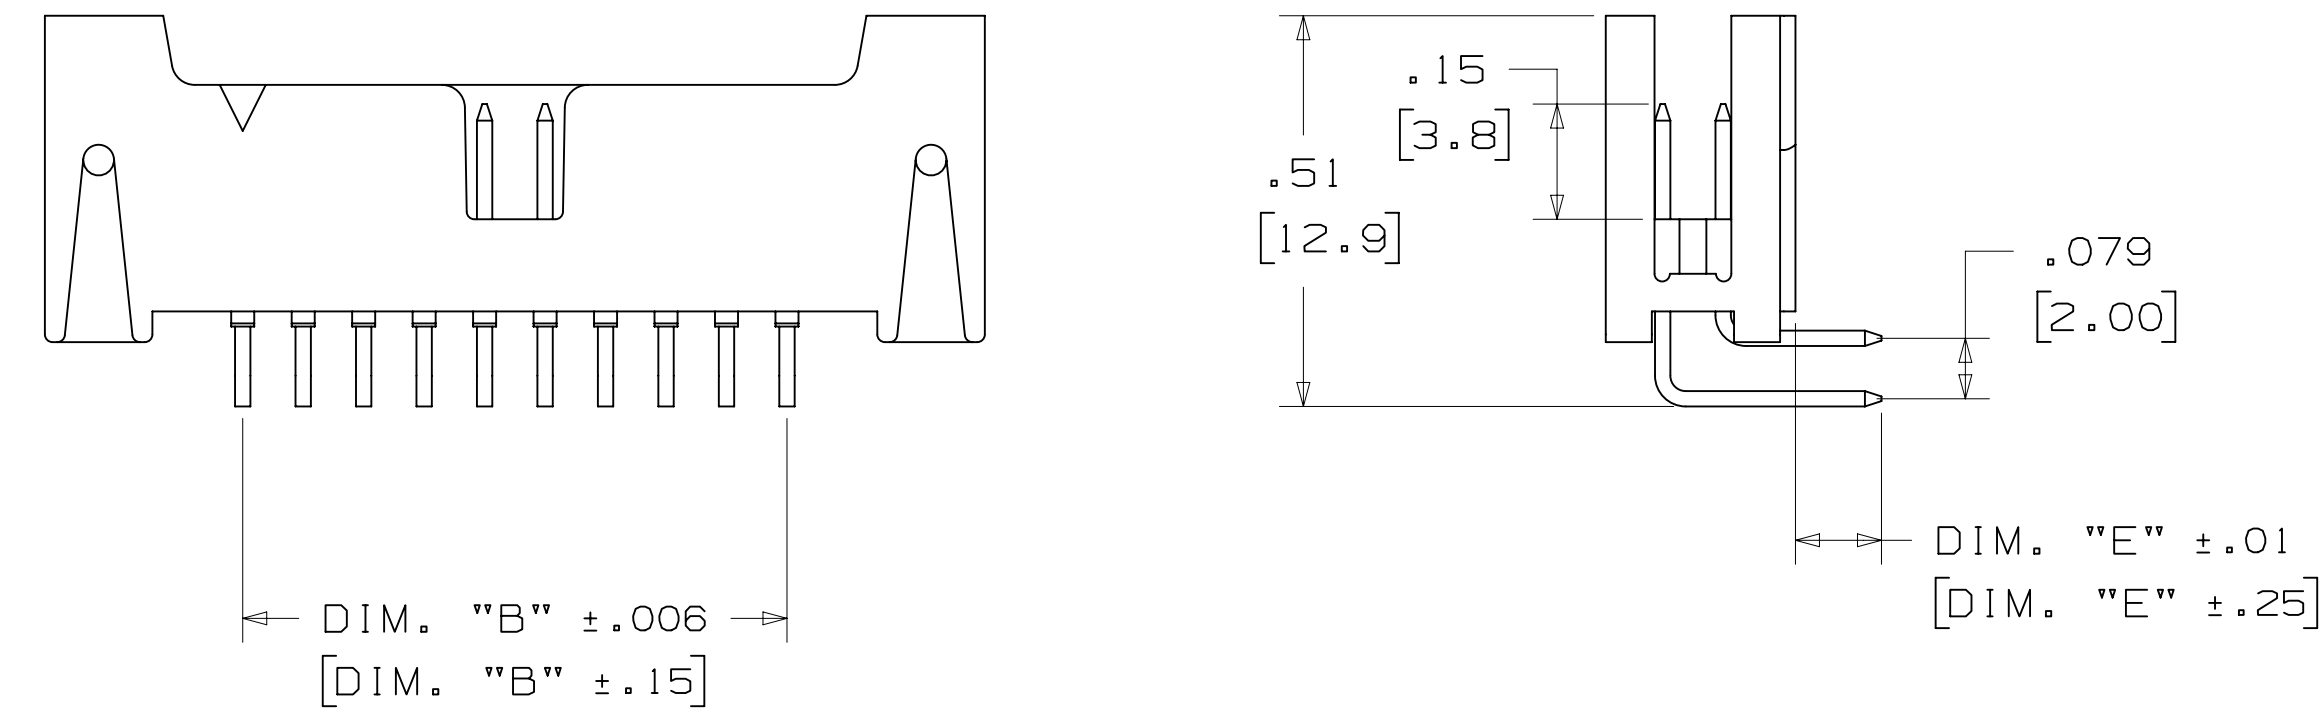 .15
[3.8]
.51
[12.9]
.079
[2.00]
DIM. "E" ±.01
[DIM. "E" ±.25]
DIM. "B" ±.006
[DIM. "B" ±.15]